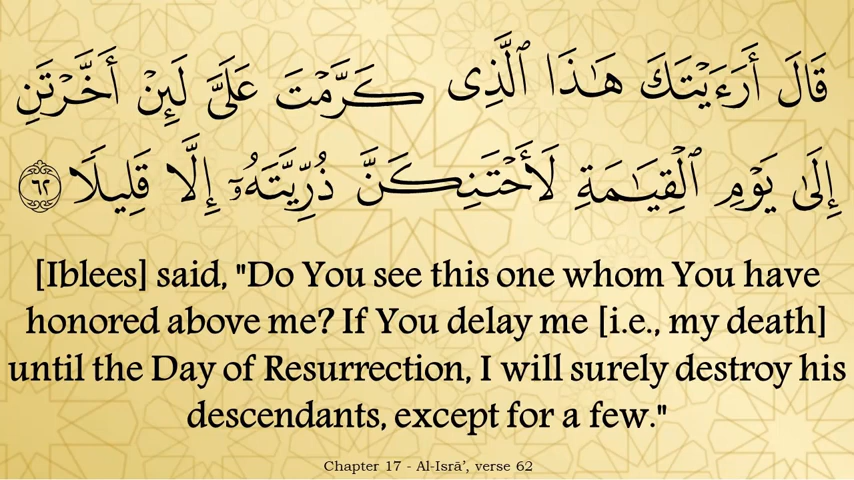 قَالَ أَرَءَيْتَكَ هَـٰذَا ٱلَّذِى كَرَّمْتَ عَلَىَّ لَئِنْ أَخَّرْتَنِ
إِلَىٰ يَوْمِ ٱلْقِيَـٰمَةِ لَأَحْتَنِكَنَّ ذُرِّيَّتَهُۥٓ إِلَّا قَلِيلًا ٦٢
[Iblees] said, "Do You see this one whom You have
honored above me? If You delay me [i.e., my death]
until the Day of Resurrection, I will surely destroy his
descendants, except for a few."
Chapter 17 - Al-Isrā’, verse 62